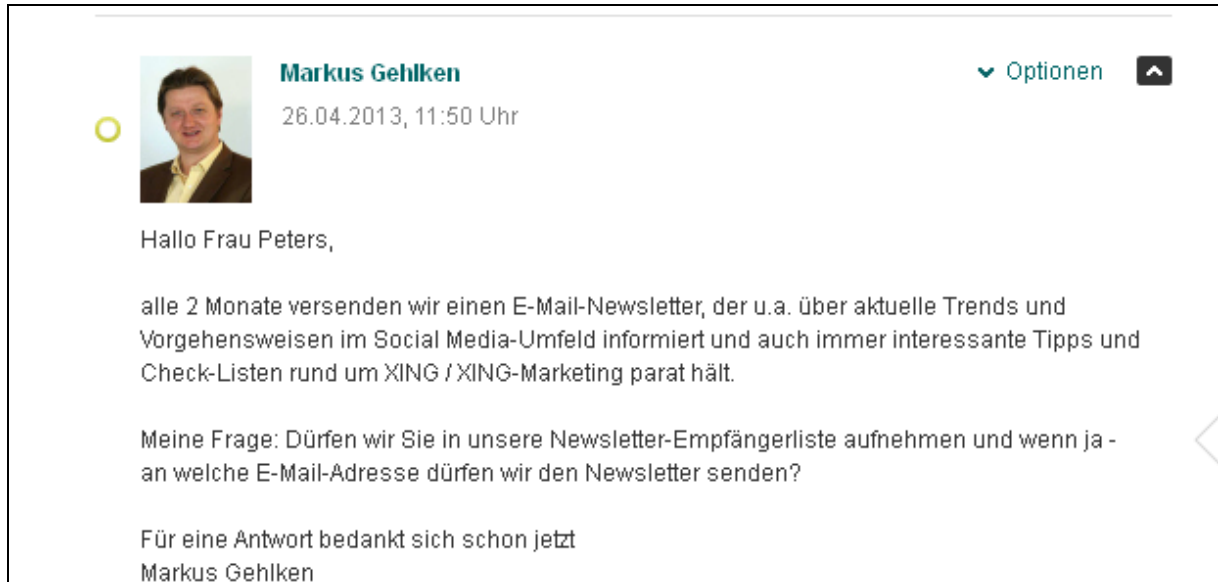 Markus Gehlken
Optionen
26.04.2013, 11:50 Uhr
Hallo Frau Peters,
alle 2 Monate versenden wir einen E-Mail-Newsletter, der u.a. über aktuelle Trends und
Vorgehensweisen im Social Media-Umfeld informiert und auch immer interessante Tipps und
Check-Listen rund um XING / XING-Marketing parat hält.
Meine Frage: Dürfen wir Sie in unsere Newsletter-Empfängerliste aufnehmen und wenn ja -
an welche E-Mail-Adresse dürfen wir den Newsletter senden?
Für eine Antwort bedankt sich schon jetzt
Markus Gehlken